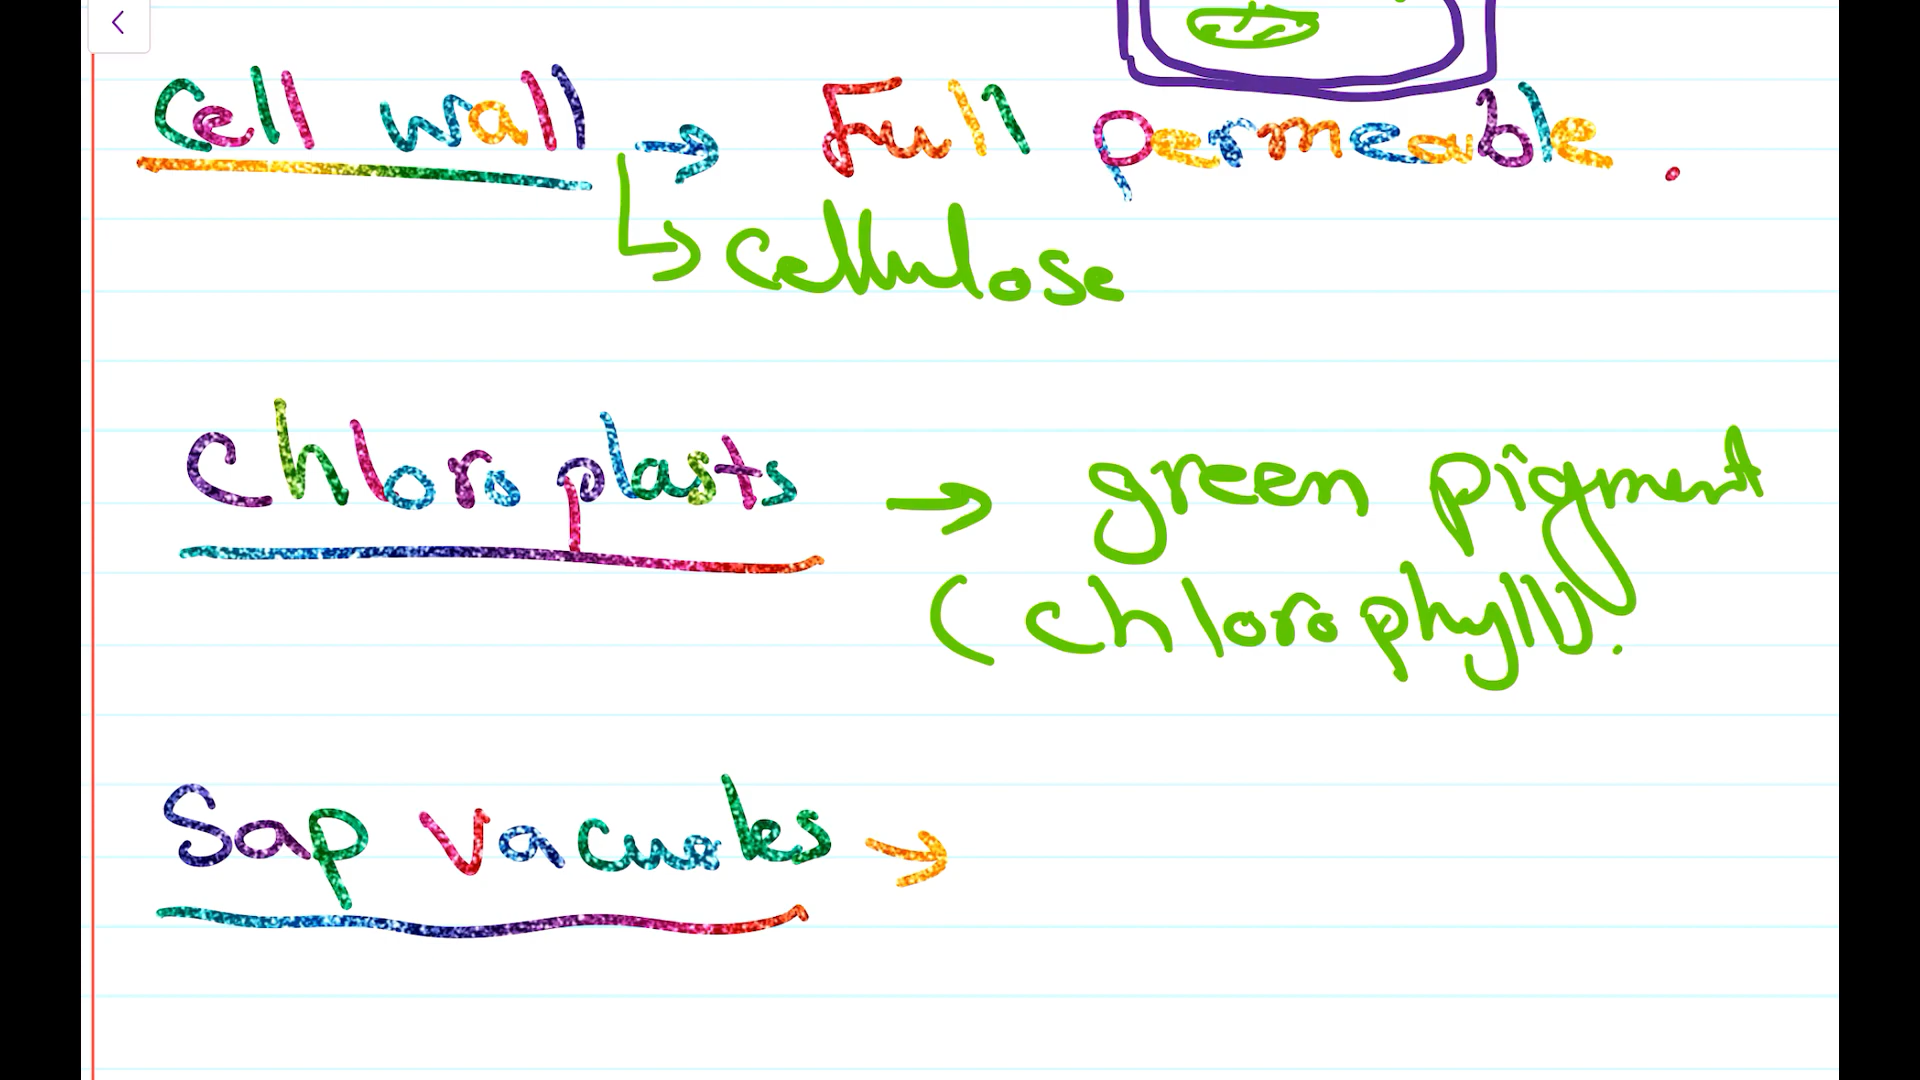 Cell wall → Full permeable.
↳ cellulose
Chloroplasts → green pigment
(chlorophyll).
Sap vacuoles →